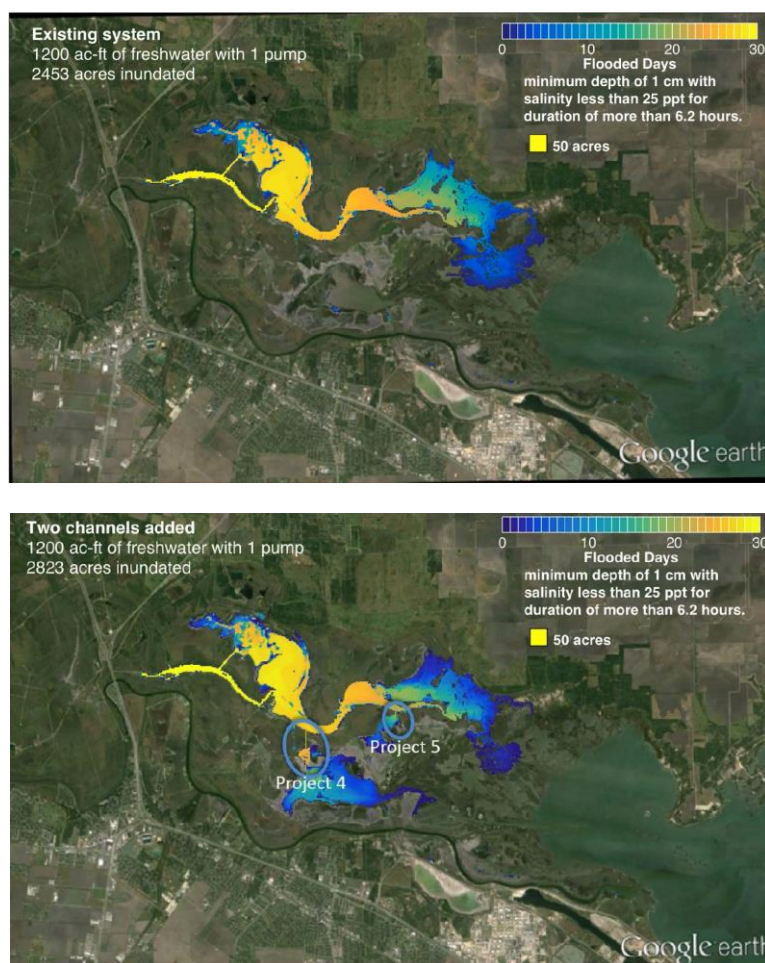 Existing system
1200 ac-ft of freshwater with 1 pump
2453 acres inundated
0 10 20 30
Flooded Days
minimum depth of 1 cm with
salinity less than 25 ppt for
duration of more than 6.2 hours.
50 acres
Google earth
Two channels added
1200 ac-ft of freshwater with 1 pump
2823 acres inundated
0 10 20 30
Flooded Days
minimum depth of 1 cm with
salinity less than 25 ppt for
duration of more than 6.2 hours.
50 acres
Project 5
Project 4
Google earth